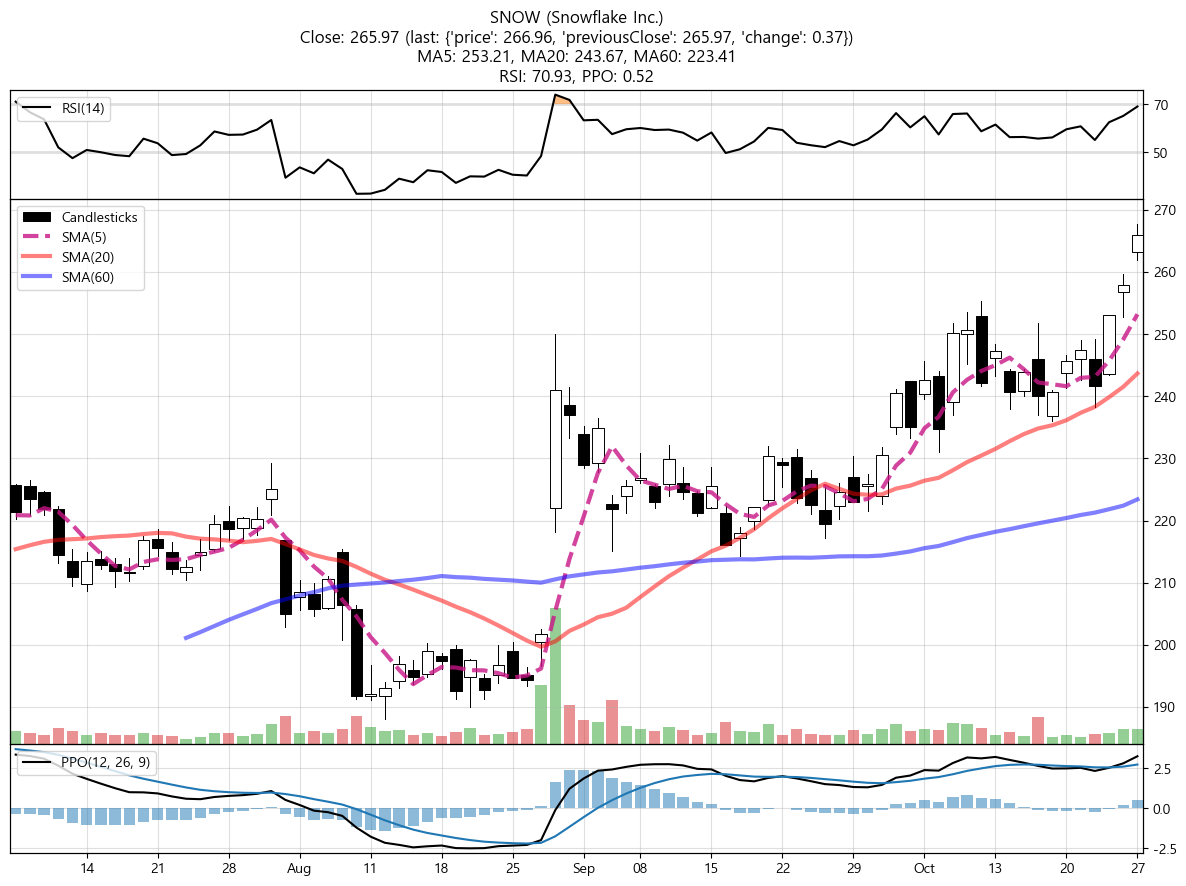 SNOW (Snowflake Inc.)
Close: 265.97 (last: {'price': 266.96, 'previousClose': 265.97, 'change': 0.37})
MA5: 253.21, MA20: 243.67, MA60: 223.41
RSI: 70.93, PPO: 0.52
RSI(14)
70
50
Candlesticks
SMA(5)
SMA(20)
SMA(60)
270
260
250
240
230
220
210
200
190
PPO(12, 26, 9)
2.5
0.0
-2.5
14 21 28 Aug 11 18 25 Sep 08 15 22 29 Oct 13 20 27